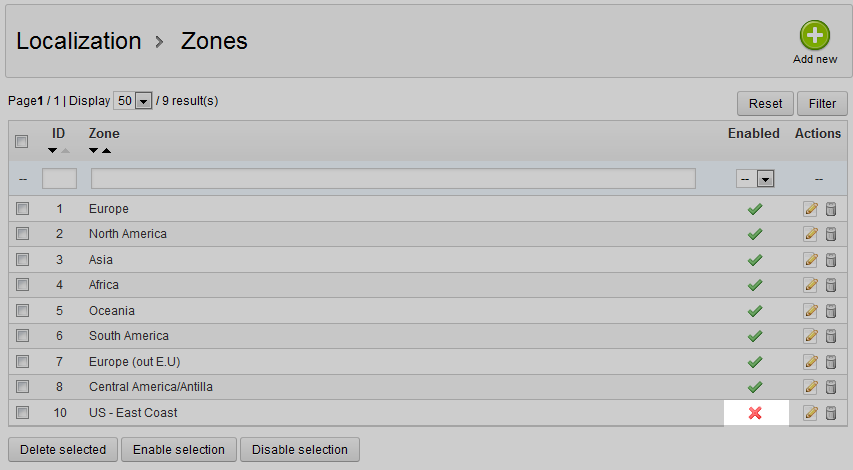 Localization > Zones
Add new
Page1 / 1 | Display 50 / 9 result(s)
Reset Filter
ID Zone Enabled Actions
-- -- --
1 Europe
2 North America
3 Asia
4 Africa
5 Oceania
6 South America
7 Europe (out E.U)
8 Central America/Antilla
10 US - East Coast
Delete selected Enable selection Disable selection